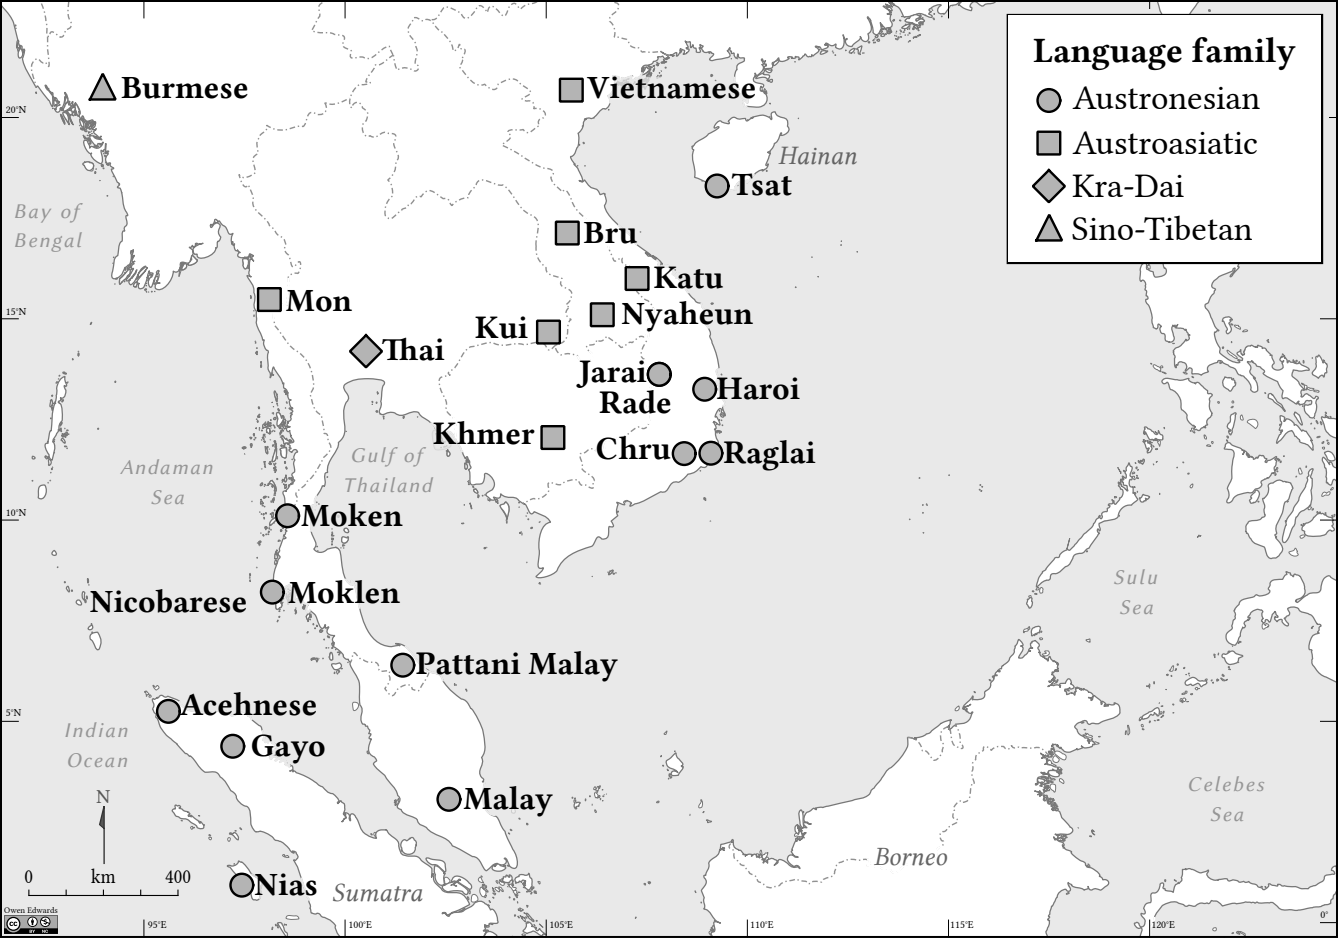 Language family
Austronesian
Austroasiatic
Kra-Dai
Sino-Tibetan
Burmese
Vietnamese
20°N
Hainan
Tsat
Bay of
Bengal
Bru
Katu
Mon
Nyaheun
15°N
Kui
Thai
Jarai
Rade
Haroi
Khmer
Chru
Raglai
Gulf of
Thailand
Andaman
Sea
10°N
Moken
Sulu
Sea
Nicobarese
Moklen
Pattani Malay
Acehnese
5°N
Gayo
Indian
Ocean
Malay
Celebes
Sea
N
0
km
400
Borneo
Nias
Sumatra
Owen Edwards
cc
BY
NC
95°E
100°E
105°E
110°E
115°E
120°E
0°